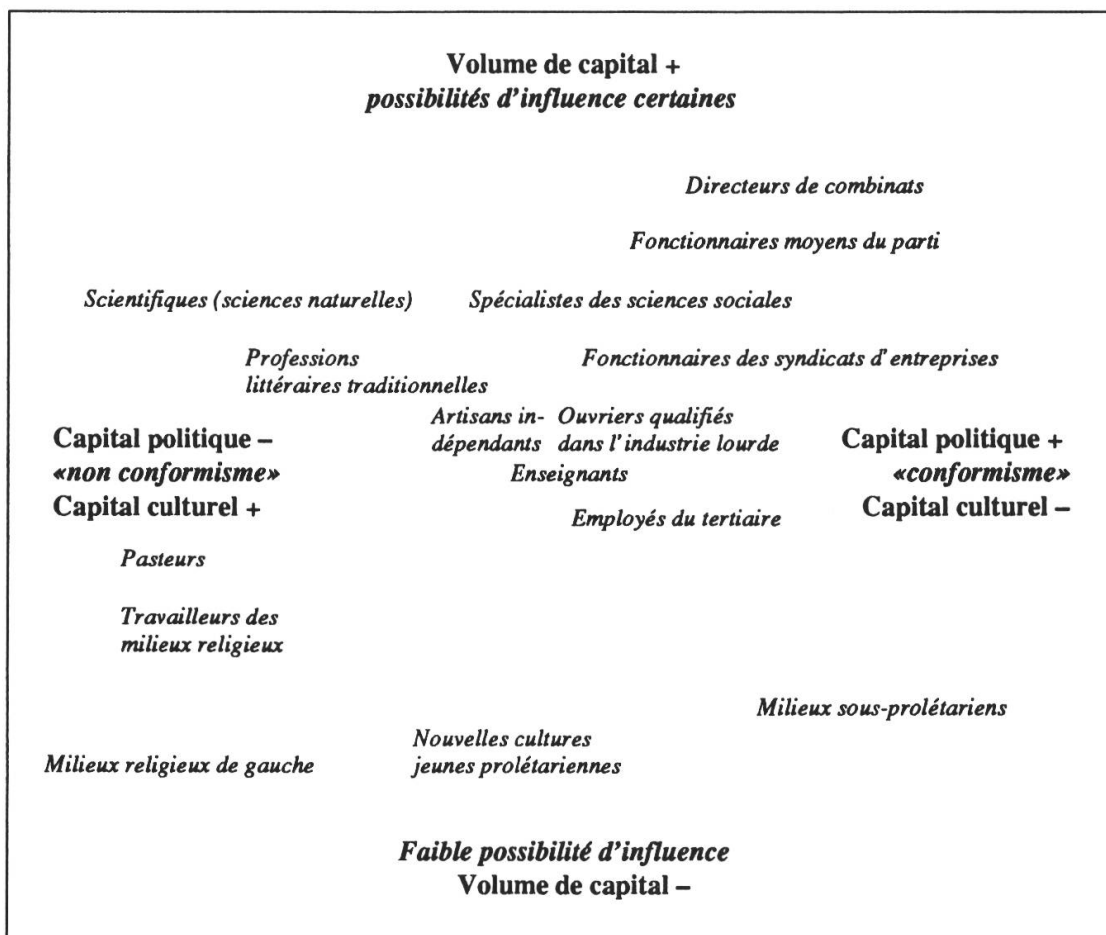 Volume de capital +
possibilités d'influence certaines
Directeurs de combinats
Fonctionnaires moyens du parti
Scientifiques (sciences naturelles)
Spécialistes des sciences sociales
Professions
littéraires traditionnelles
Fonctionnaires des syndicats d'entreprises
Artisans in-
dépendants
Ouvriers qualifiés
dans l'industrie lourde
Enseignants
Capital politique –
«non conformisme»
Capital culturel +
Capital politique +
«conformisme»
Capital culturel –
Employés du tertiaire
Pasteurs
Travailleurs des
milieux religieux
Milieux sous-prolétariens
Nouvelles cultures
jeunes prolétariennes
Milieux religieux de gauche
Faible possibilité d'influence
Volume de capital –